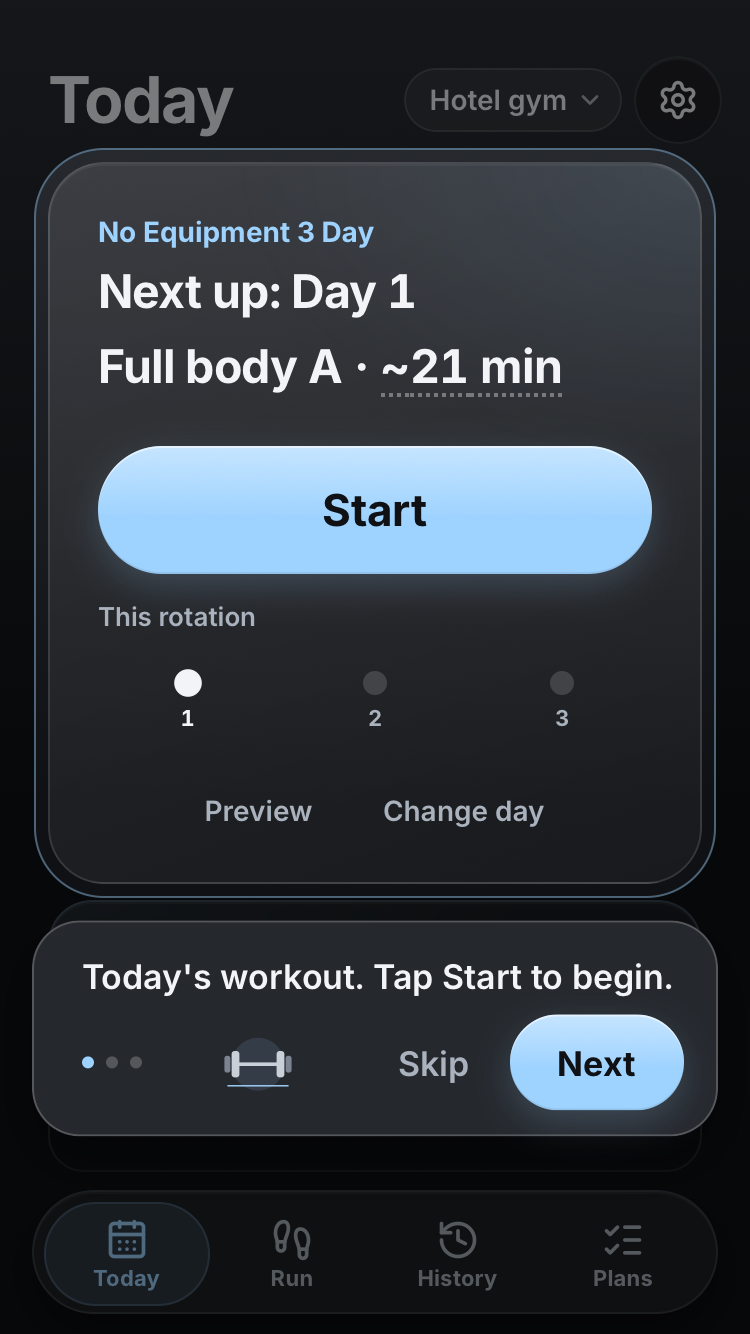 Today
Hotel gym
No Equipment 3 Day
Next up: Day 1
Full body A · ~21 min
Start
This rotation
1 2 3
Preview Change day
Today's workout. Tap Start to begin.
Skip Next
Today Run History Plans